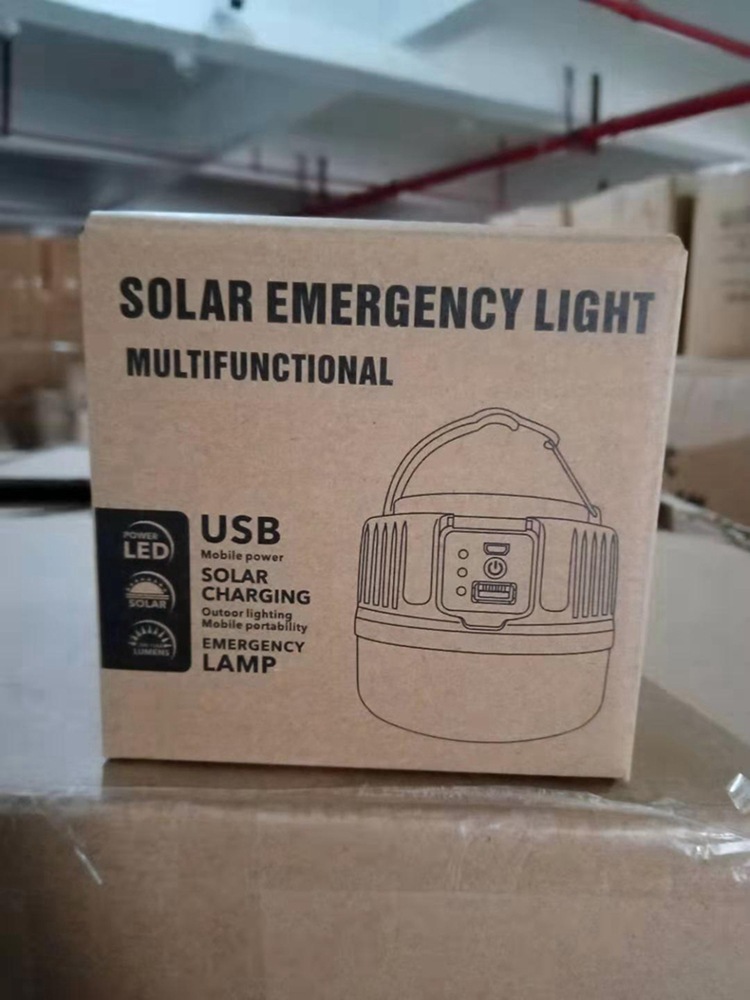 SOLAR EMERGENCY LIGHT
MULTIFUNCTIONAL
POWER
LED
SOLAR
LUMENS
USB
Mobile power
SOLAR
CHARGING
Outoor lighting
Mobile portability
EMERGENCY
LAMP